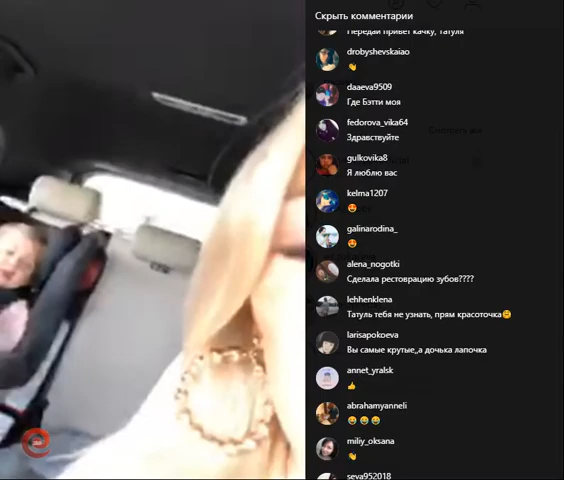 Скрыть комментарии
Передай привет качку, Татуля
drobyshevskaiao
daaeva9509
Где Бэтти моя
fedorova_vika64
Здравствуйте
gulkovika8
Я люблю вас
kelma1207
galinarodina_
alena_nogotki
Сделала рестоврацию зубов????
lehhenklena
Татуль тебя не узнать, прям красоточка
larisapokoeva
Вы самые крутые,,а дочька лапочка
annet_yralsk
abrahamyanneli
miliy_oksana
seva952018